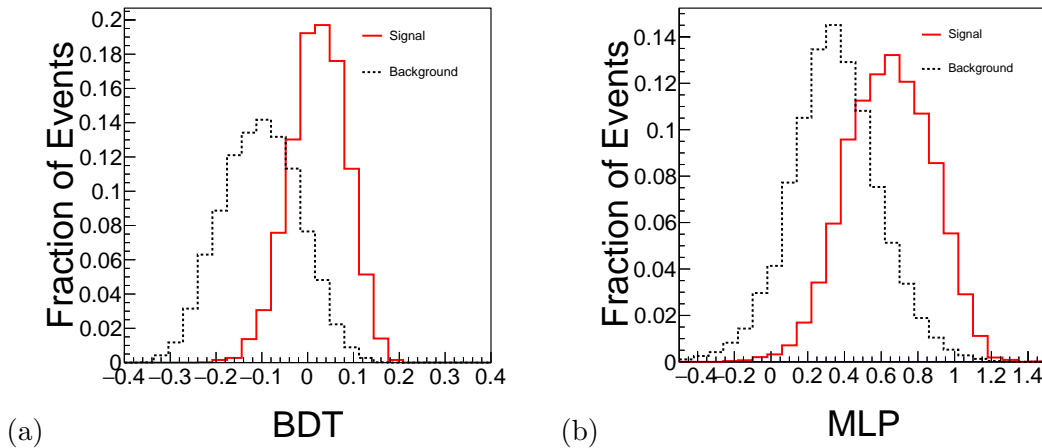 Fraction of Events
0.2
0.18
0.16
0.14
0.12
0.1
0.08
0.06
0.04
0.02
0
Signal
Background
−0.4 −0.3 −0.2 −0.1 0 0.1 0.2 0.3 0.4
(a) BDT
Fraction of Events
0.14
0.12
0.1
0.08
0.06
0.04
0.02
0
Signal
Background
−0.4 −0.2 0 0.2 0.4 0.6 0.8 1 1.2 1.4
(b) MLP